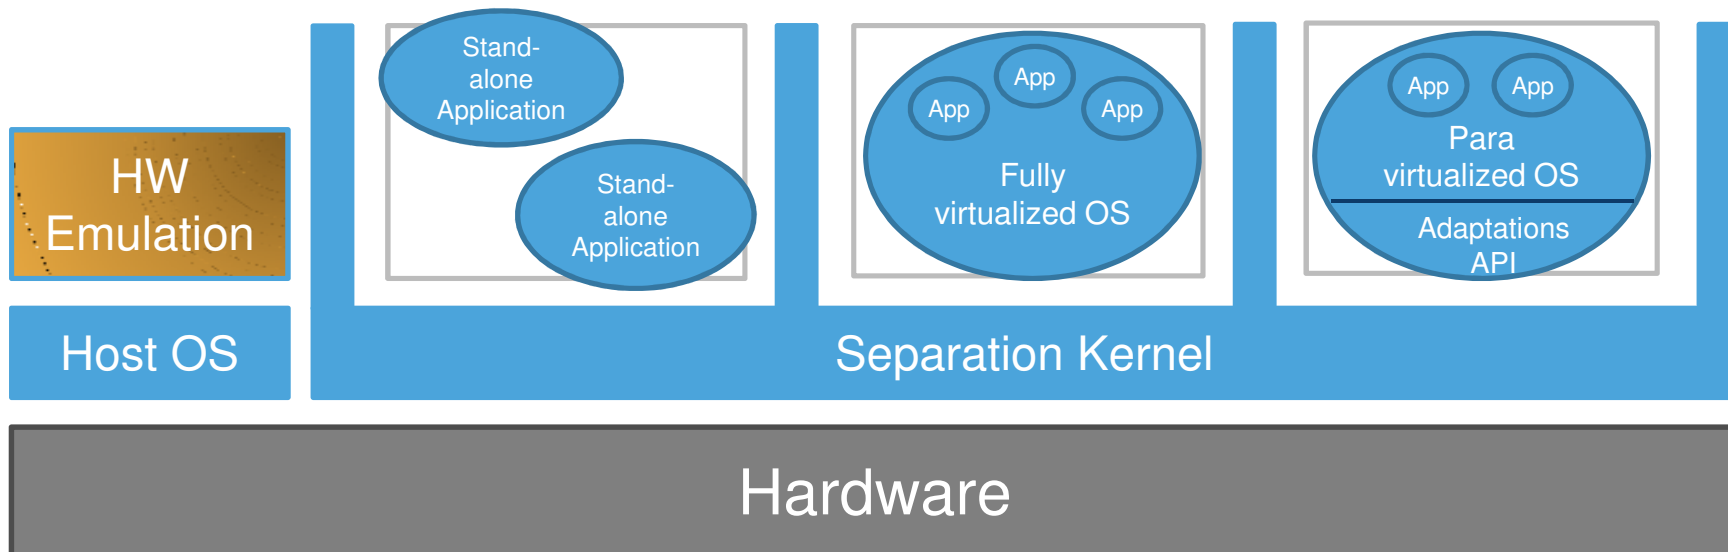 HW
Emulation
Host OS
Stand-
alone
Application
Stand-
alone
Application
App
App
App
Fully
virtualized OS
App
App
Para
virtualized OS
Adaptations
API
Separation Kernel
Hardware